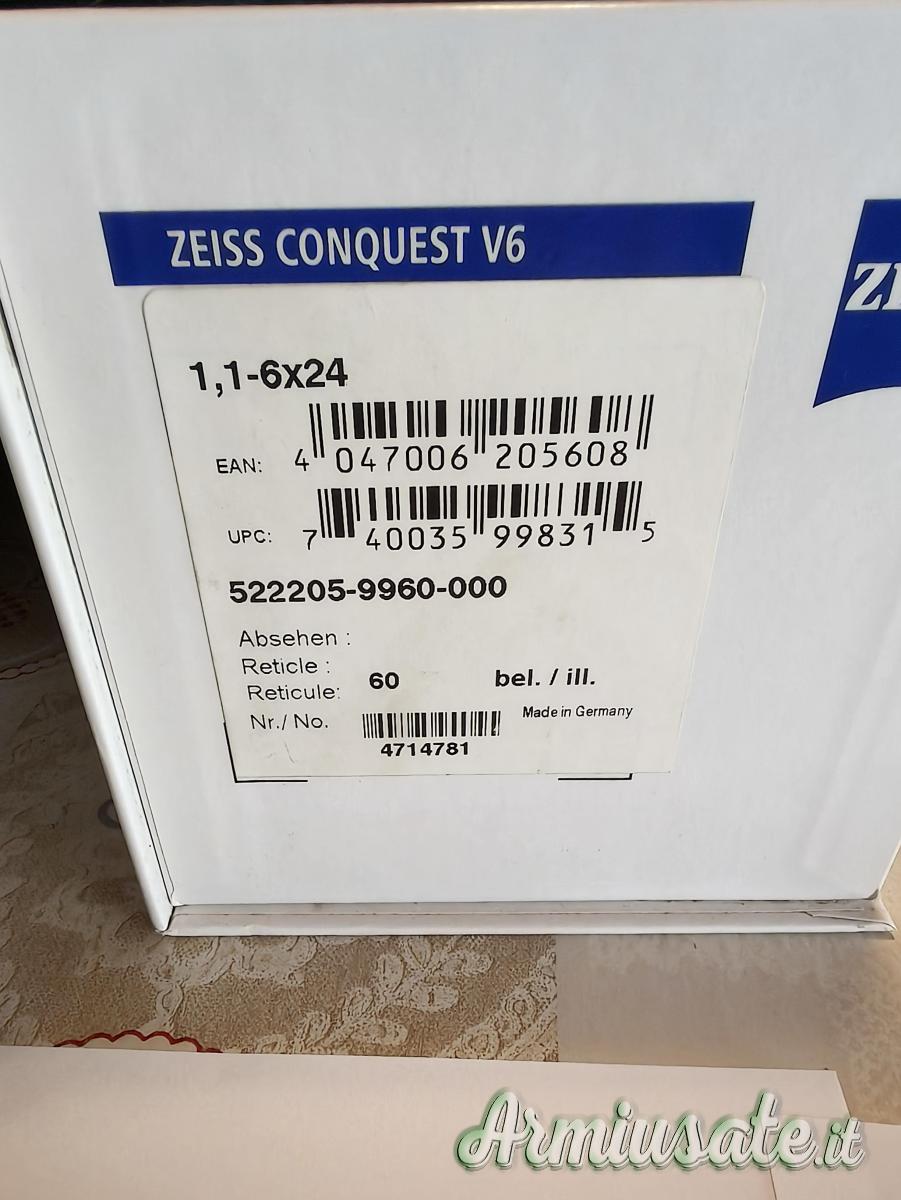 ZEISS CONQUEST V6
1,1-6x24
EAN: 4 047006 205608
UPC: 7 40035 99831 5
522205-9960-000
Absehen :
Reticle : 60 bel. / ill.
Reticule:
Nr./ No. 4714781
Made in Germany
Armiusate.it